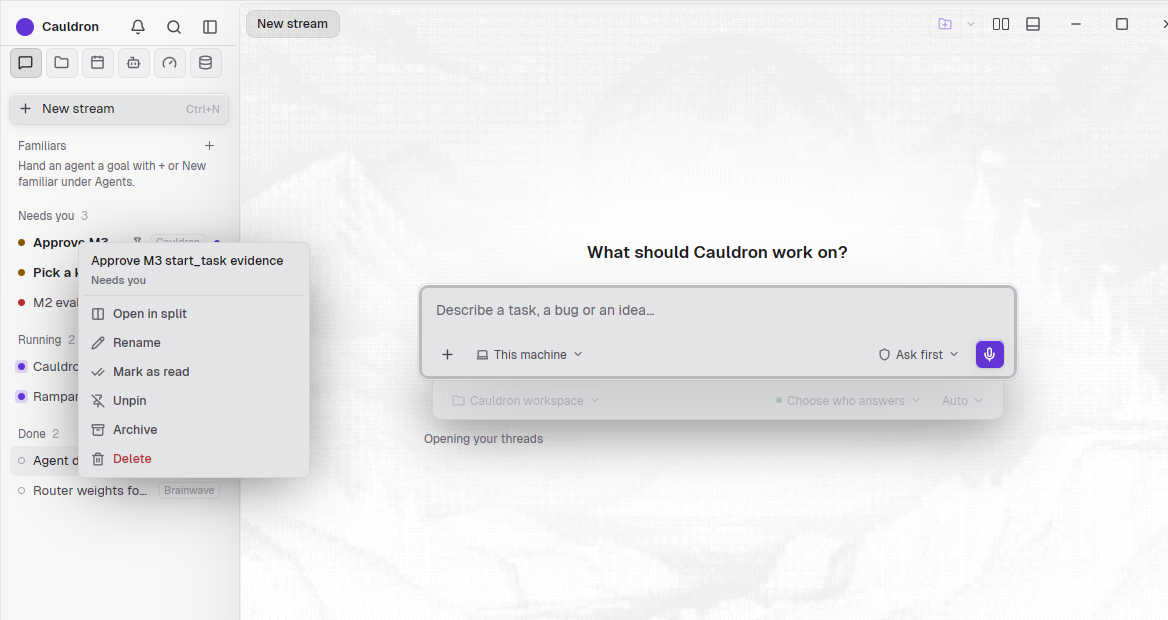 Cauldron
New stream
New stream Ctrl+N
Familiars
Hand an agent a goal with + or New
familiar under Agents.
Needs you 3
Approve M3 Cauldron
Pick a k
M2 eval
Running 2
Cauldro
Rampar
Done 2
Agent d
Router weights fo… Brainwave
Approve M3 start_task evidence
Needs you
Open in split
Rename
Mark as read
Unpin
Archive
Delete
What should Cauldron work on?
Describe a task, a bug or an idea…
This machine Ask first
Cauldron workspace Choose who answers Auto
Opening your threads